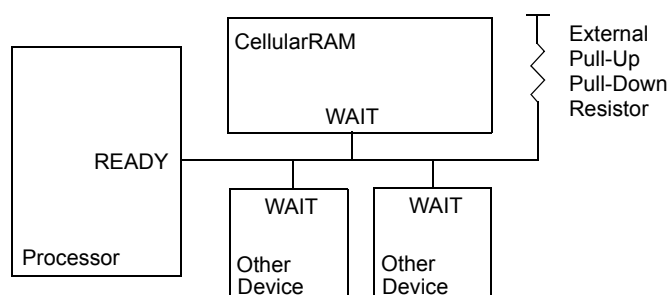 CellularRAM
External
Pull-Up
Pull-Down
Resistor
WAIT
READY
WAIT
WAIT
Processor
Other
Device
Other
Device